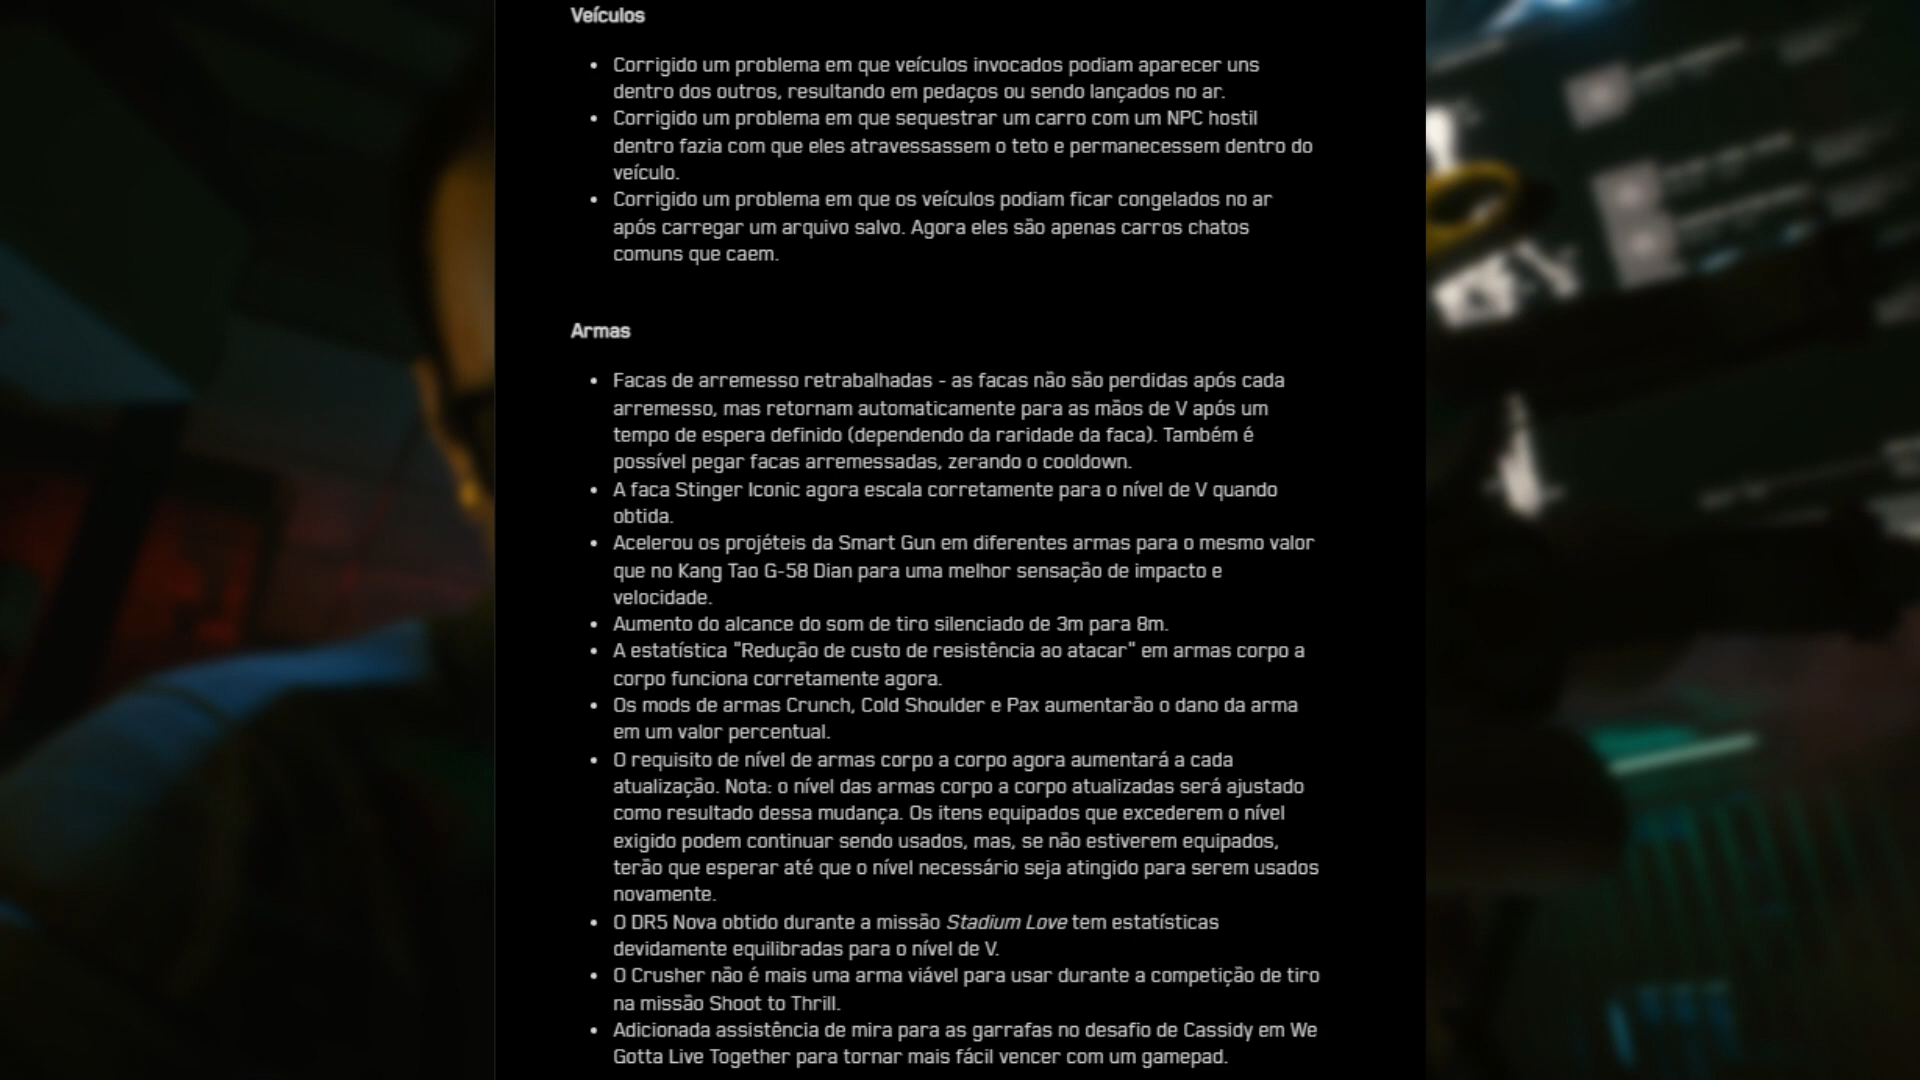 Veículos
• Corrigido um problema em que veículos invocados podiam aparecer uns
dentro dos outros, resultando em pedaços ou sendo lançados no ar.
• Corrigido um problema em que sequestrar um carro com um NPC hostil
dentro fazia com que eles atravessassem o teto e permanecessem dentro do
veículo.
• Corrigido um problema em que os veículos podiam ficar congelados no ar
após carregar um arquivo salvo. Agora eles são apenas carros chatos
comuns que caem.
Armas
• Facas de arremesso retrabalhadas - as facas não são perdidas após cada
arremesso, mas retornam automaticamente para as mãos de V após um
tempo de espera definido (dependendo da raridade da faca). Também é
possível pegar facas arremessadas, zerando o cooldown.
• A faca Stinger Iconic agora escala corretamente para o nível de V quando
obtida.
• Acelerou os projéteis da Smart Gun em diferentes armas para o mesmo valor
que no Kang Tao G-58 Dian para uma melhor sensação de impacto e
velocidade.
• Aumento do alcance do som de tiro silenciado de 3m para 8m.
• A estatística "Redução de custo de resistência ao atacar" em armas corpo a
corpo funciona corretamente agora.
• Os mods de armas Crunch, Cold Shoulder e Pax aumentarão o dano da arma
em um valor percentual.
• O requisito de nível de armas corpo a corpo agora aumentará a cada
atualização. Nota: o nível das armas corpo a corpo atualizadas será ajustado
como resultado dessa mudança. Os itens equipados que excederem o nível
exigido podem continuar sendo usados, mas, se não estiverem equipados,
terão que esperar até que o nível necessário seja atingido para serem usados
novamente.
• O DR5 Nova obtido durante a missão Stadium Love tem estatísticas
devidamente equilibradas para o nível de V.
• O Crusher não é mais uma arma viável para usar durante a competição de tiro
na missão Shoot to Thrill.
• Adicionada assistência de mira para as garrafas no desafio de Cassidy em We
Gotta Live Together para tornar mais fácil vencer com um gamepad.